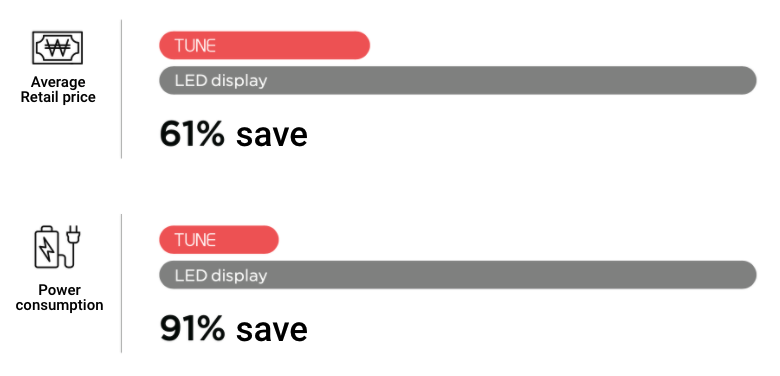 ₩
Average
Retail price
TUNE
LED display
61% save
Power
consumption
TUNE
LED display
91% save